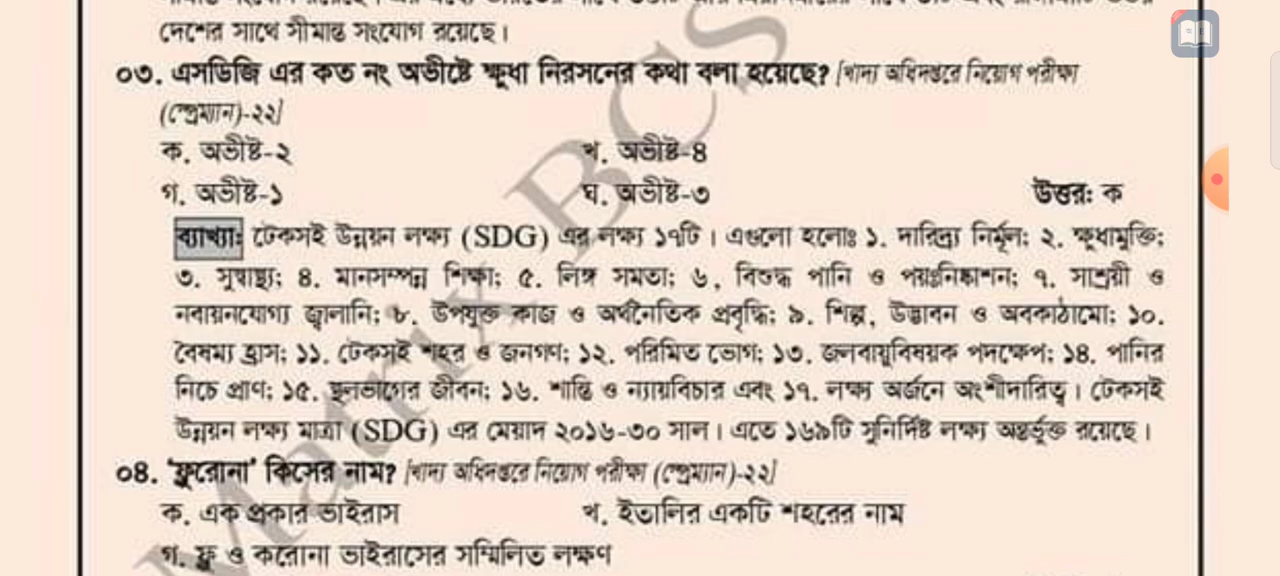 দেশের সাথে সীমান্ত সংযোগ রয়েছে।
০৩. এসডিজি এর কত নং অভীষ্টে ক্ষুধা নিরসনের কথা বলা হয়েছে? [খাদ্য অধিদপ্তরে নিয়োগ পরীক্ষা
(স্প্রেম্যান)-২২]
ক. অভীষ্ট-২ খ. অভীষ্ট-৪
গ. অভীষ্ট-১ ঘ. অভীষ্ট-৩ উত্তর: ক
ব্যাখ্যা: টেকসই উন্নয়ন লক্ষ্য (SDG) এর লক্ষ্য ১৭টি। এগুলো হলোঃ ১. দারিদ্র্য নির্মূল; ২. ক্ষুধামুক্তি;
৩. সুস্বাস্থ্য; ৪. মানসম্পন্ন শিক্ষা; ৫. লিঙ্গ সমতা; ৬. বিশুদ্ধ পানি ও পয়ঃনিষ্কাশন; ৭. সাশ্রয়ী ও
নবায়নযোগ্য জ্বালানি; ৮. উপযুক্ত কাজ ও অর্থনৈতিক প্রবৃদ্ধি; ৯. শিল্প, উদ্ভাবন ও অবকাঠামো; ১০.
বৈষম্য হ্রাস; ১১. টেকসই শহর ও জনগণ; ১২. পরিমিত ভোগ; ১৩. জলবায়ুবিষয়ক পদক্ষেপ; ১৪. পানির
নিচে প্রাণ; ১৫. স্থলভাগের জীবন; ১৬. শান্তি ও ন্যায়বিচার এবং ১৭. লক্ষ্য অর্জনে অংশীদারিত্ব। টেকসই
উন্নয়ন লক্ষ্য মাত্রা (SDG) এর মেয়াদ ২০১৬-৩০ সাল। এতে ১৬৯টি সুনির্দিষ্ট লক্ষ্য অন্তর্ভুক্ত রয়েছে।
০৪. 'ফ্লুরোনা' কিসের নাম? [খাদ্য অধিদপ্তরে নিয়োগ পরীক্ষা (স্প্রেম্যান)-২২]
ক. এক প্রকার ভাইরাস খ. ইতালির একটি শহরের নাম
গ. ফ্লু ও করোনা ভাইরাসের সম্মিলিত লক্ষণ
Matrix BCS